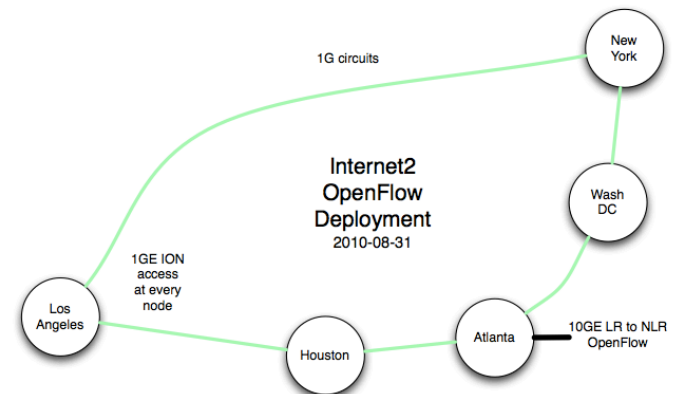 New
York
1G circuits
Internet2
OpenFlow
Deployment
2010-08-31
Wash
DC
1GE ION
access
at every
node
Los
Angeles
Houston
Atlanta
10GE LR to NLR
OpenFlow